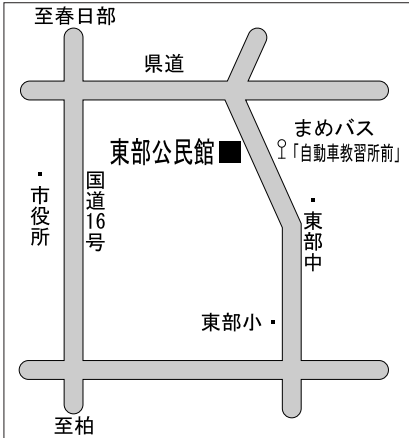 至春日部
県道
まめバス
「自動車教習所前」
東部公民館
市役所
国道16号
東部中
東部小
至柏